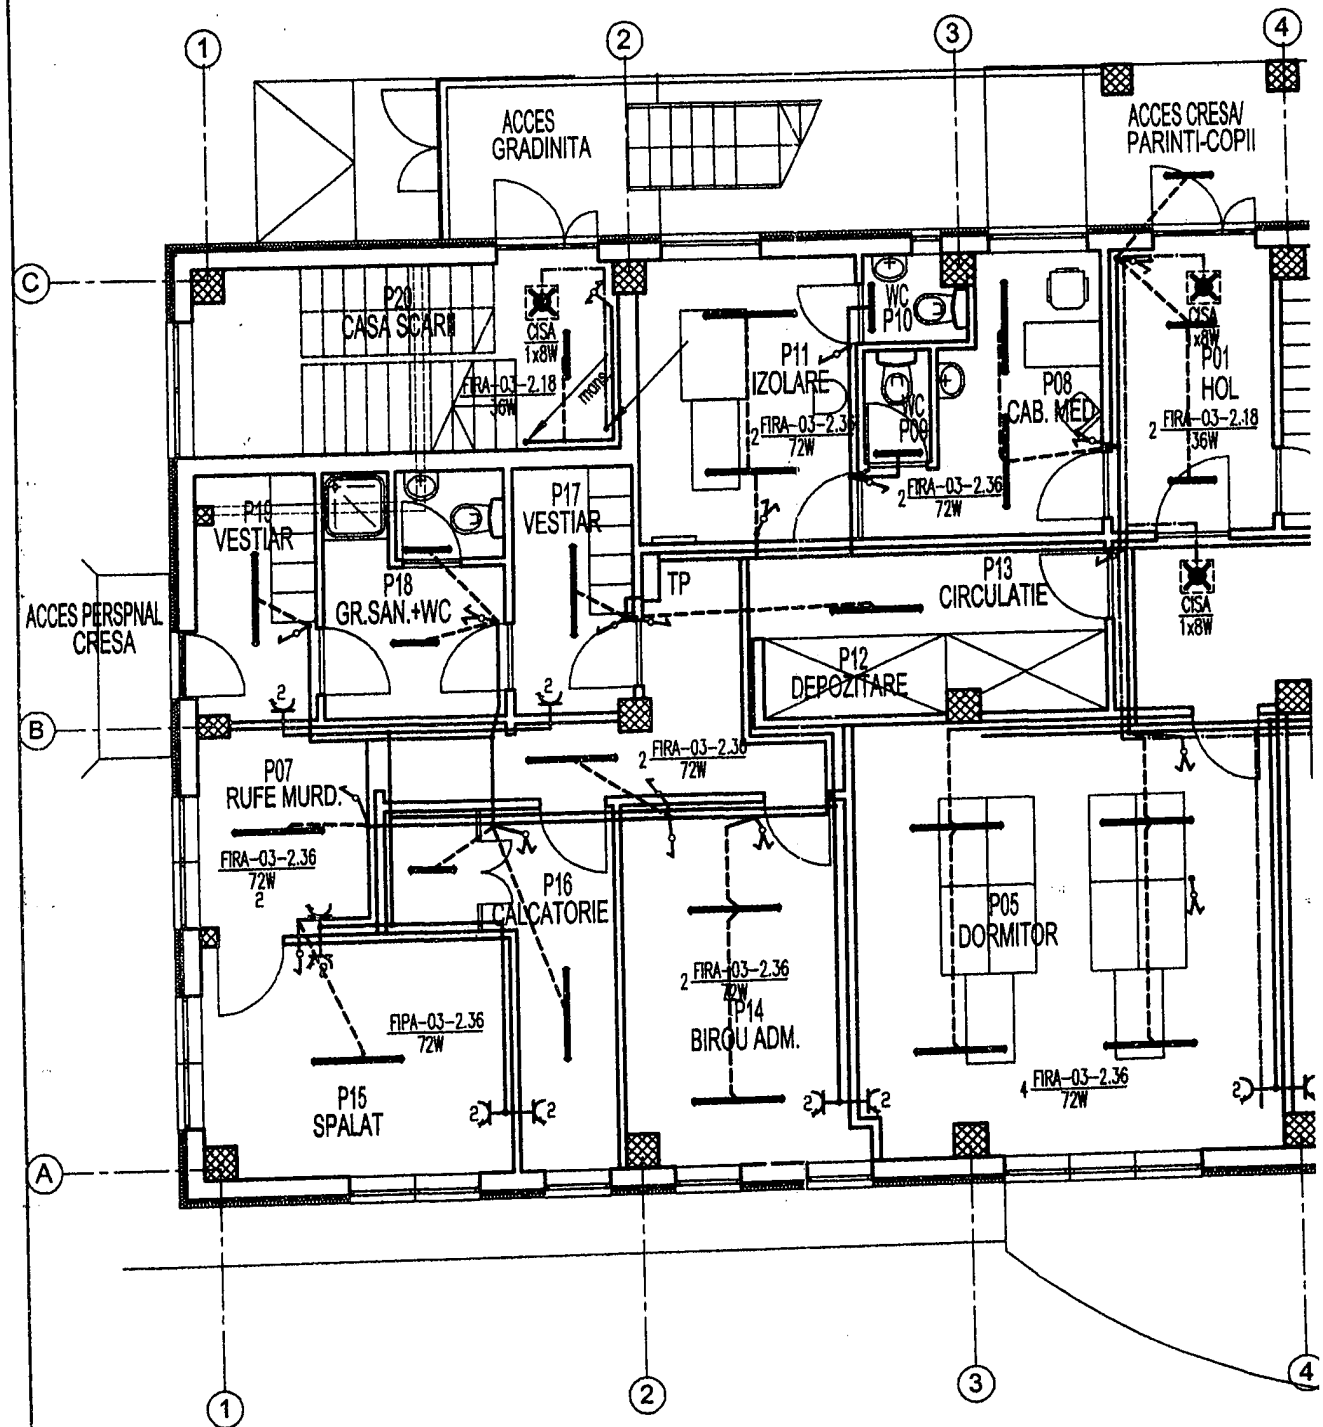 1
2
3
4
ACCES
GRADINITA
ACCES CRESA/
PARINTI-COPII
C
P20
CASA SCARII
CISA
1x8W
FIRA-03-2.18
36W
mans
P11
IZOLARE
2 FIRA-03-2.36
72W
WC
P10
WC
P09
P08
CAB. MED.
2 FIRA-03-2.36
72W
CISA
1x8W
P01
HOL
2 FIRA-03-2.18
36W
P19
VESTIAR
P18
GR.SAN.+WC
P17
VESTIAR
TP
P13
CIRCULATIE
CISA
1x8W
ACCES PERSPNAL
CRESA
P12
DEPOZITARE
2
2
B
P07
RUFE MURD.
2 FIRA-03-2.36
72W
FIRA-03-2.36
72W
2
P16
CALCATORIE
P05
DORMITOR
2 FIRA-03-2.36
72W
P14
BIROU ADM.
FIPA-03-2.36
72W
P15
SPALAT
2
2
2
2
4 FIRA-03-2.36
72W
2
A
1
2
3
4